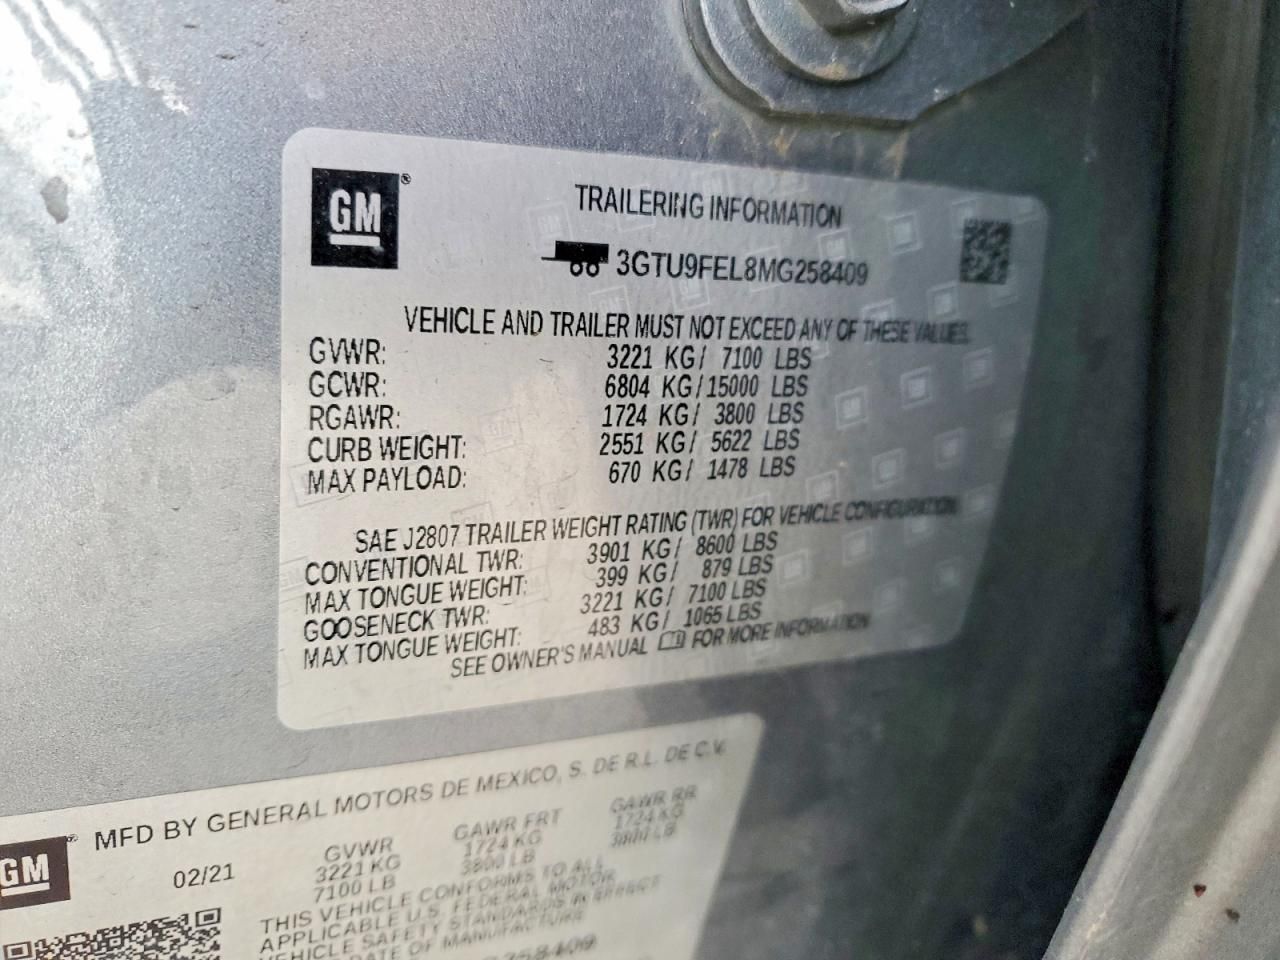 GM®
TRAILERING INFORMATION
3GTU9FEL8MG258409
VEHICLE AND TRAILER MUST NOT EXCEED ANY OF THESE VALUES.
GVWR: 3221 KG/ 7100 LBS
GCWR: 6804 KG/15000 LBS
RGAWR: 1724 KG/ 3800 LBS
CURB WEIGHT: 2551 KG/ 5622 LBS
MAX PAYLOAD: 670 KG/ 1478 LBS
SAE J2807 TRAILER WEIGHT RATING (TWR) FOR VEHICLE CONFIGURATION
CONVENTIONAL TWR: 3901 KG/ 8600 LBS
MAX TONGUE WEIGHT: 399 KG/ 879 LBS
GOOSENECK TWR: 3221 KG/ 7100 LBS
MAX TONGUE WEIGHT: 483 KG/ 1065 LBS
SEE OWNER'S MANUAL FOR MORE INFORMATION
GM®
MFD BY GENERAL MOTORS DE MEXICO, S. DE R.L. DE C.V.
02/21
GVWR GAWR FRT GAWR RR
3221 KG 1724 KG 1724 KG
7100 LB 3800 LB 3800 LB
THIS VEHICLE CONFORMS TO ALL
APPLICABLE U.S. FEDERAL MOTOR
VEHICLE SAFETY STANDARDS IN EFFECT
DATE OF MANUFACTURE
258409